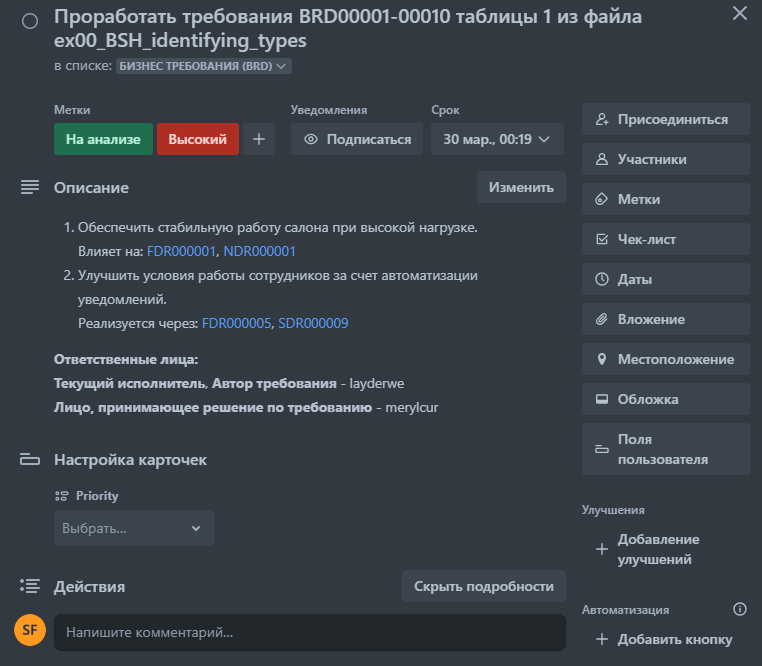 Проработать требования BRD00001-00010 таблицы 1 из файла
ex00_BSH_identifying_types
в списке: БИЗНЕС ТРЕБОВАНИЯ (BRD)
Метки
Уведомления
Срок
На анализе
Высокий
+
Подписаться
30 мар., 00:19
Описание
Изменить
1. Обеспечить стабильную работу салона при высокой нагрузке.
Влияет на: FDR000001, NDR000001
2. Улучшить условия работы сотрудников за счет автоматизации
уведомлений.
Реализуется через: FDR000005, SDR000009
Ответственные лица:
Текущий исполнитель, Автор требования - layderwe
Лицо, принимающее решение по требованию - merylcur
Настройка карточек
Priority
Выбрать...
Действия
Скрыть подробности
SF
Напишите комментарий...
Присоединиться
Участники
Метки
Чек-лист
Даты
Вложение
Местоположение
Обложка
Поля
пользователя
Улучшения
+ Добавление
улучшений
Автоматизация
+ Добавить кнопку